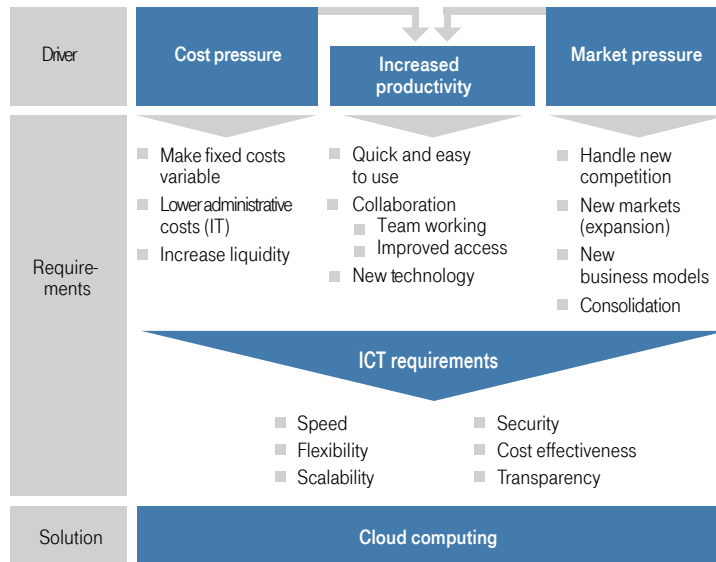 Driver
Cost pressure
Increased
productivity
Market pressure
Require-
ments
Make fixed costs
variable
Lower administrative
costs (IT)
Increase liquidity
Quick and easy
to use
Collaboration
Team working
Improved access
New technology
Handle new
competition
New markets
(expansion)
New
business models
Consolidation
ICT requirements
Speed
Flexibility
Scalability
Security
Cost effectiveness
Transparency
Solution
Cloud computing